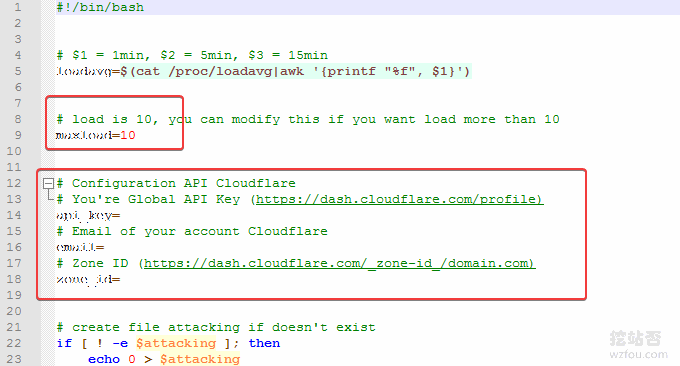 1 #!/bin/bash
2
3
4 # $1 = 1min, $2 = 5min, $3 = 15min
5 loadavg=$(cat /proc/loadavg|awk '{printf "%f", $1}')
6
7
8 # load is 10, you can modify this if you want load more than 10
9 maxload=10
10
11
12 # Configuration API Cloudflare
13 # You're Global API Key (https://dash.cloudflare.com/profile)
14 api_key=
15 # Email of your account Cloudflare
16 email=
17 # Zone ID (https://dash.cloudflare.com/_zone-id_/domain.com)
18 zone_id=
19
20
21 # create file attacking if doesn't exist
22 if [ ! -e $attacking ]; then
23 echo 0 > $attacking
挖站否
wzfou.com